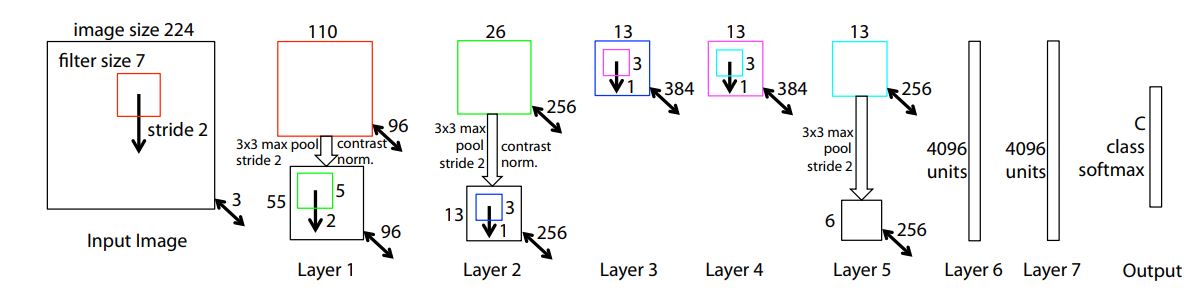 image size 224
filter size 7
stride 2
3
Input Image
110
96
3x3 max pool
stride 2
contrast
norm.
55
5
2
96
Layer 1
26
256
3x3 max
pool
stride 2
contrast
norm.
13
3
1
256
Layer 2
13
3
1
384
Layer 3
13
3
1
384
Layer 4
13
256
3x3 max
pool
stride 2
6
256
Layer 5
4096
units
Layer 6
4096
units
Layer 7
C
class
softmax
Output